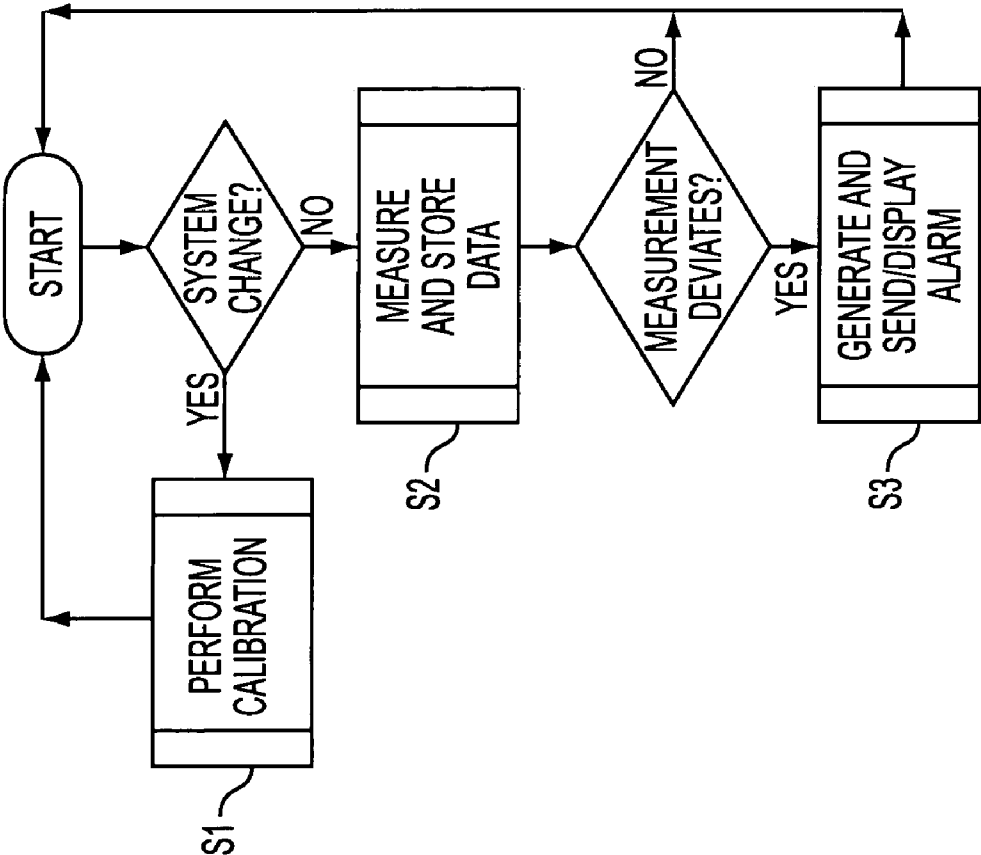 START
SYSTEM
CHANGE?
YES
NO
PERFORM
CALIBRATION
S1
MEASURE
AND STORE
DATA
S2
MEASUREMENT
DEVIATES?
NO
YES
GENERATE AND
SEND/DISPLAY
ALARM
S3